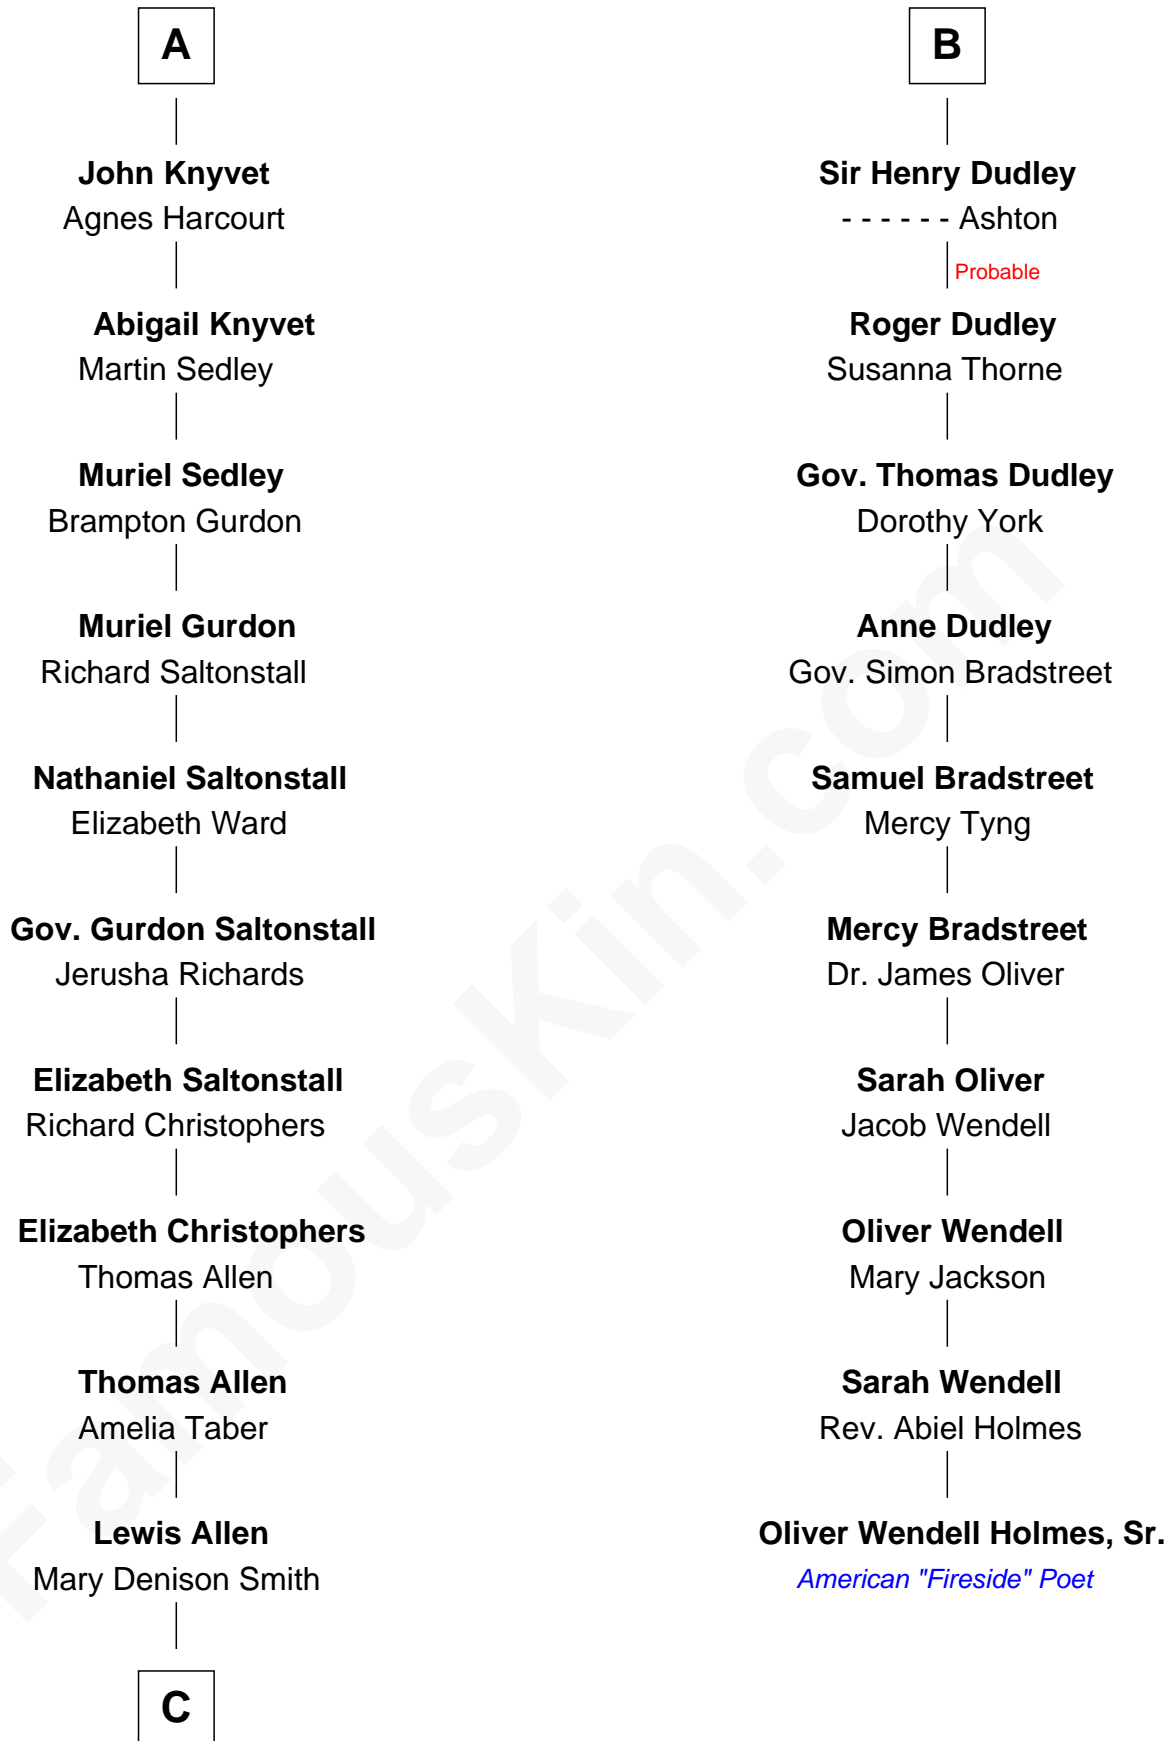 A
John Knyvet
Agnes Harcourt
Abigail Knyvet
Martin Sedley
Muriel Sedley
Brampton Gurdon
Muriel Gurdon
Richard Saltonstall
Nathaniel Saltonstall
Elizabeth Ward
Gov. Gurdon Saltonstall
Jerusha Richards
Elizabeth Saltonstall
Richard Christophers
Elizabeth Christophers
Thomas Allen
Thomas Allen
Amelia Taber
Lewis Allen
Mary Denison Smith
C
B
Sir Henry Dudley
- - - - - - Ashton
Probable
Roger Dudley
Susanna Thorne
Gov. Thomas Dudley
Dorothy York
Anne Dudley
Gov. Simon Bradstreet
Samuel Bradstreet
Mercy Tyng
Mercy Bradstreet
Dr. James Oliver
Sarah Oliver
Jacob Wendell
Oliver Wendell
Mary Jackson
Sarah Wendell
Rev. Abiel Holmes
Oliver Wendell Holmes, Sr.
American "Fireside" Poet
FamousKin.com